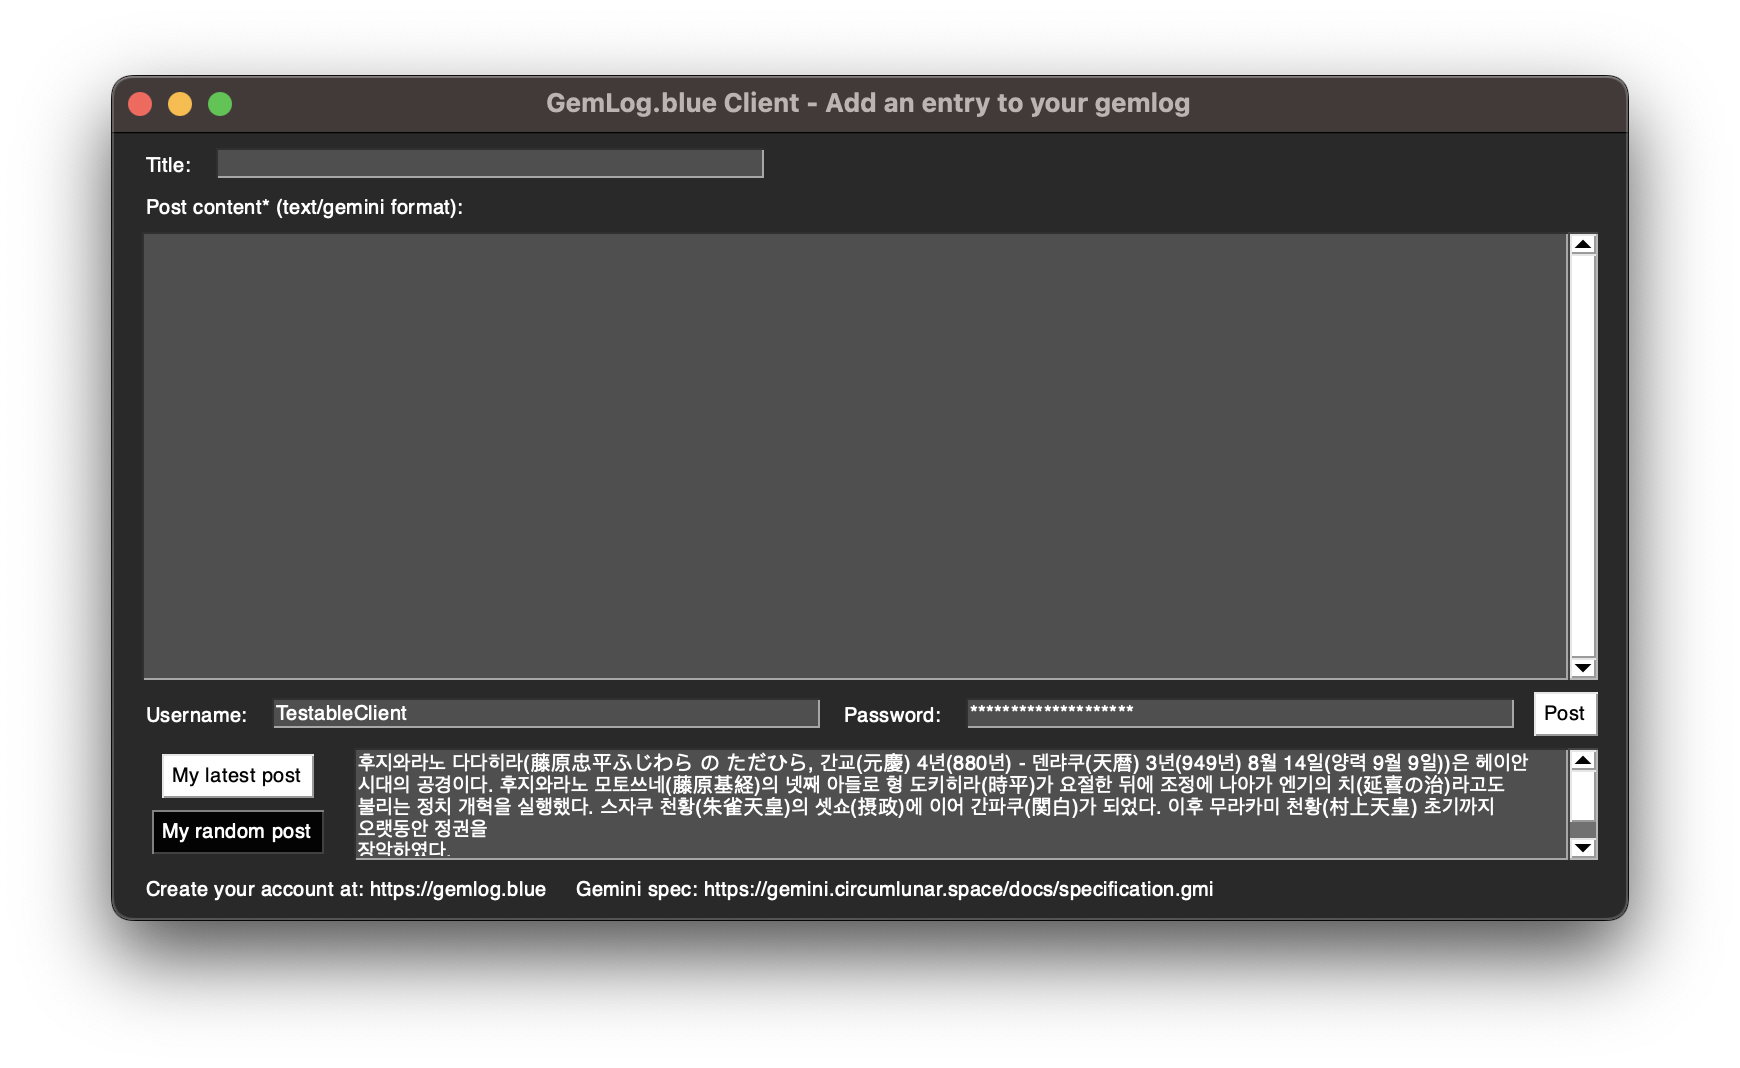 GemLog.blue Client - Add an entry to your gemlog
Title:
Post content* (text/gemini format):
Username: TestableClient Password: ******************** Post
My latest post
My random post
후지와라노 다다히라(藤原忠平ふじわら の ただひら, 간교(元慶) 4년(880년) - 덴랴쿠(天暦) 3년(949년) 8월 14일(양력 9월 9일))은 헤이안
시대의 공경이다. 후지와라노 모토쓰네(藤原基経)의 넷째 아들로 형 도키히라(時平)가 요절한 뒤에 조정에 나아가 엔기의 치(延喜の治)라고도
불리는 정치 개혁을 실행했다. 스자쿠 천황(朱雀天皇)의 셋쇼(摂政)에 이어 간파쿠(関白)가 되었다. 이후 무라카미 천황(村上天皇) 초기까지
오랫동안 정권을
장악하였다.
Create your account at: https://gemlog.blue Gemini spec: https://gemini.circumlunar.space/docs/specification.gmi